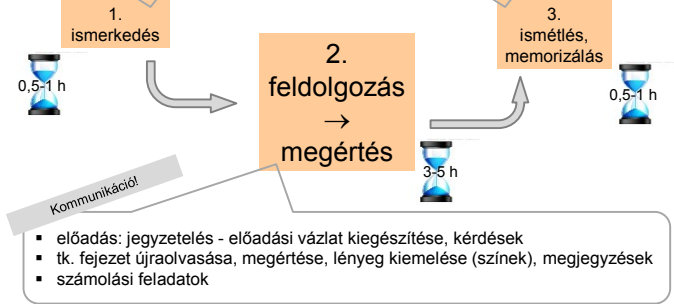 1.
ismerkedés
0,5-1 h
2.
feldolgozás
→
megértés
3-5 h
3.
ismétlés,
memorizálás
0,5-1 h
Kommunikáció!
▪ előadás: jegyzetelés - előadási vázlat kiegészítése, kérdések
▪ tk. fejezet újraolvasása, megértése, lényeg kiemelése (színek), megjegyzések
▪ számolási feladatok